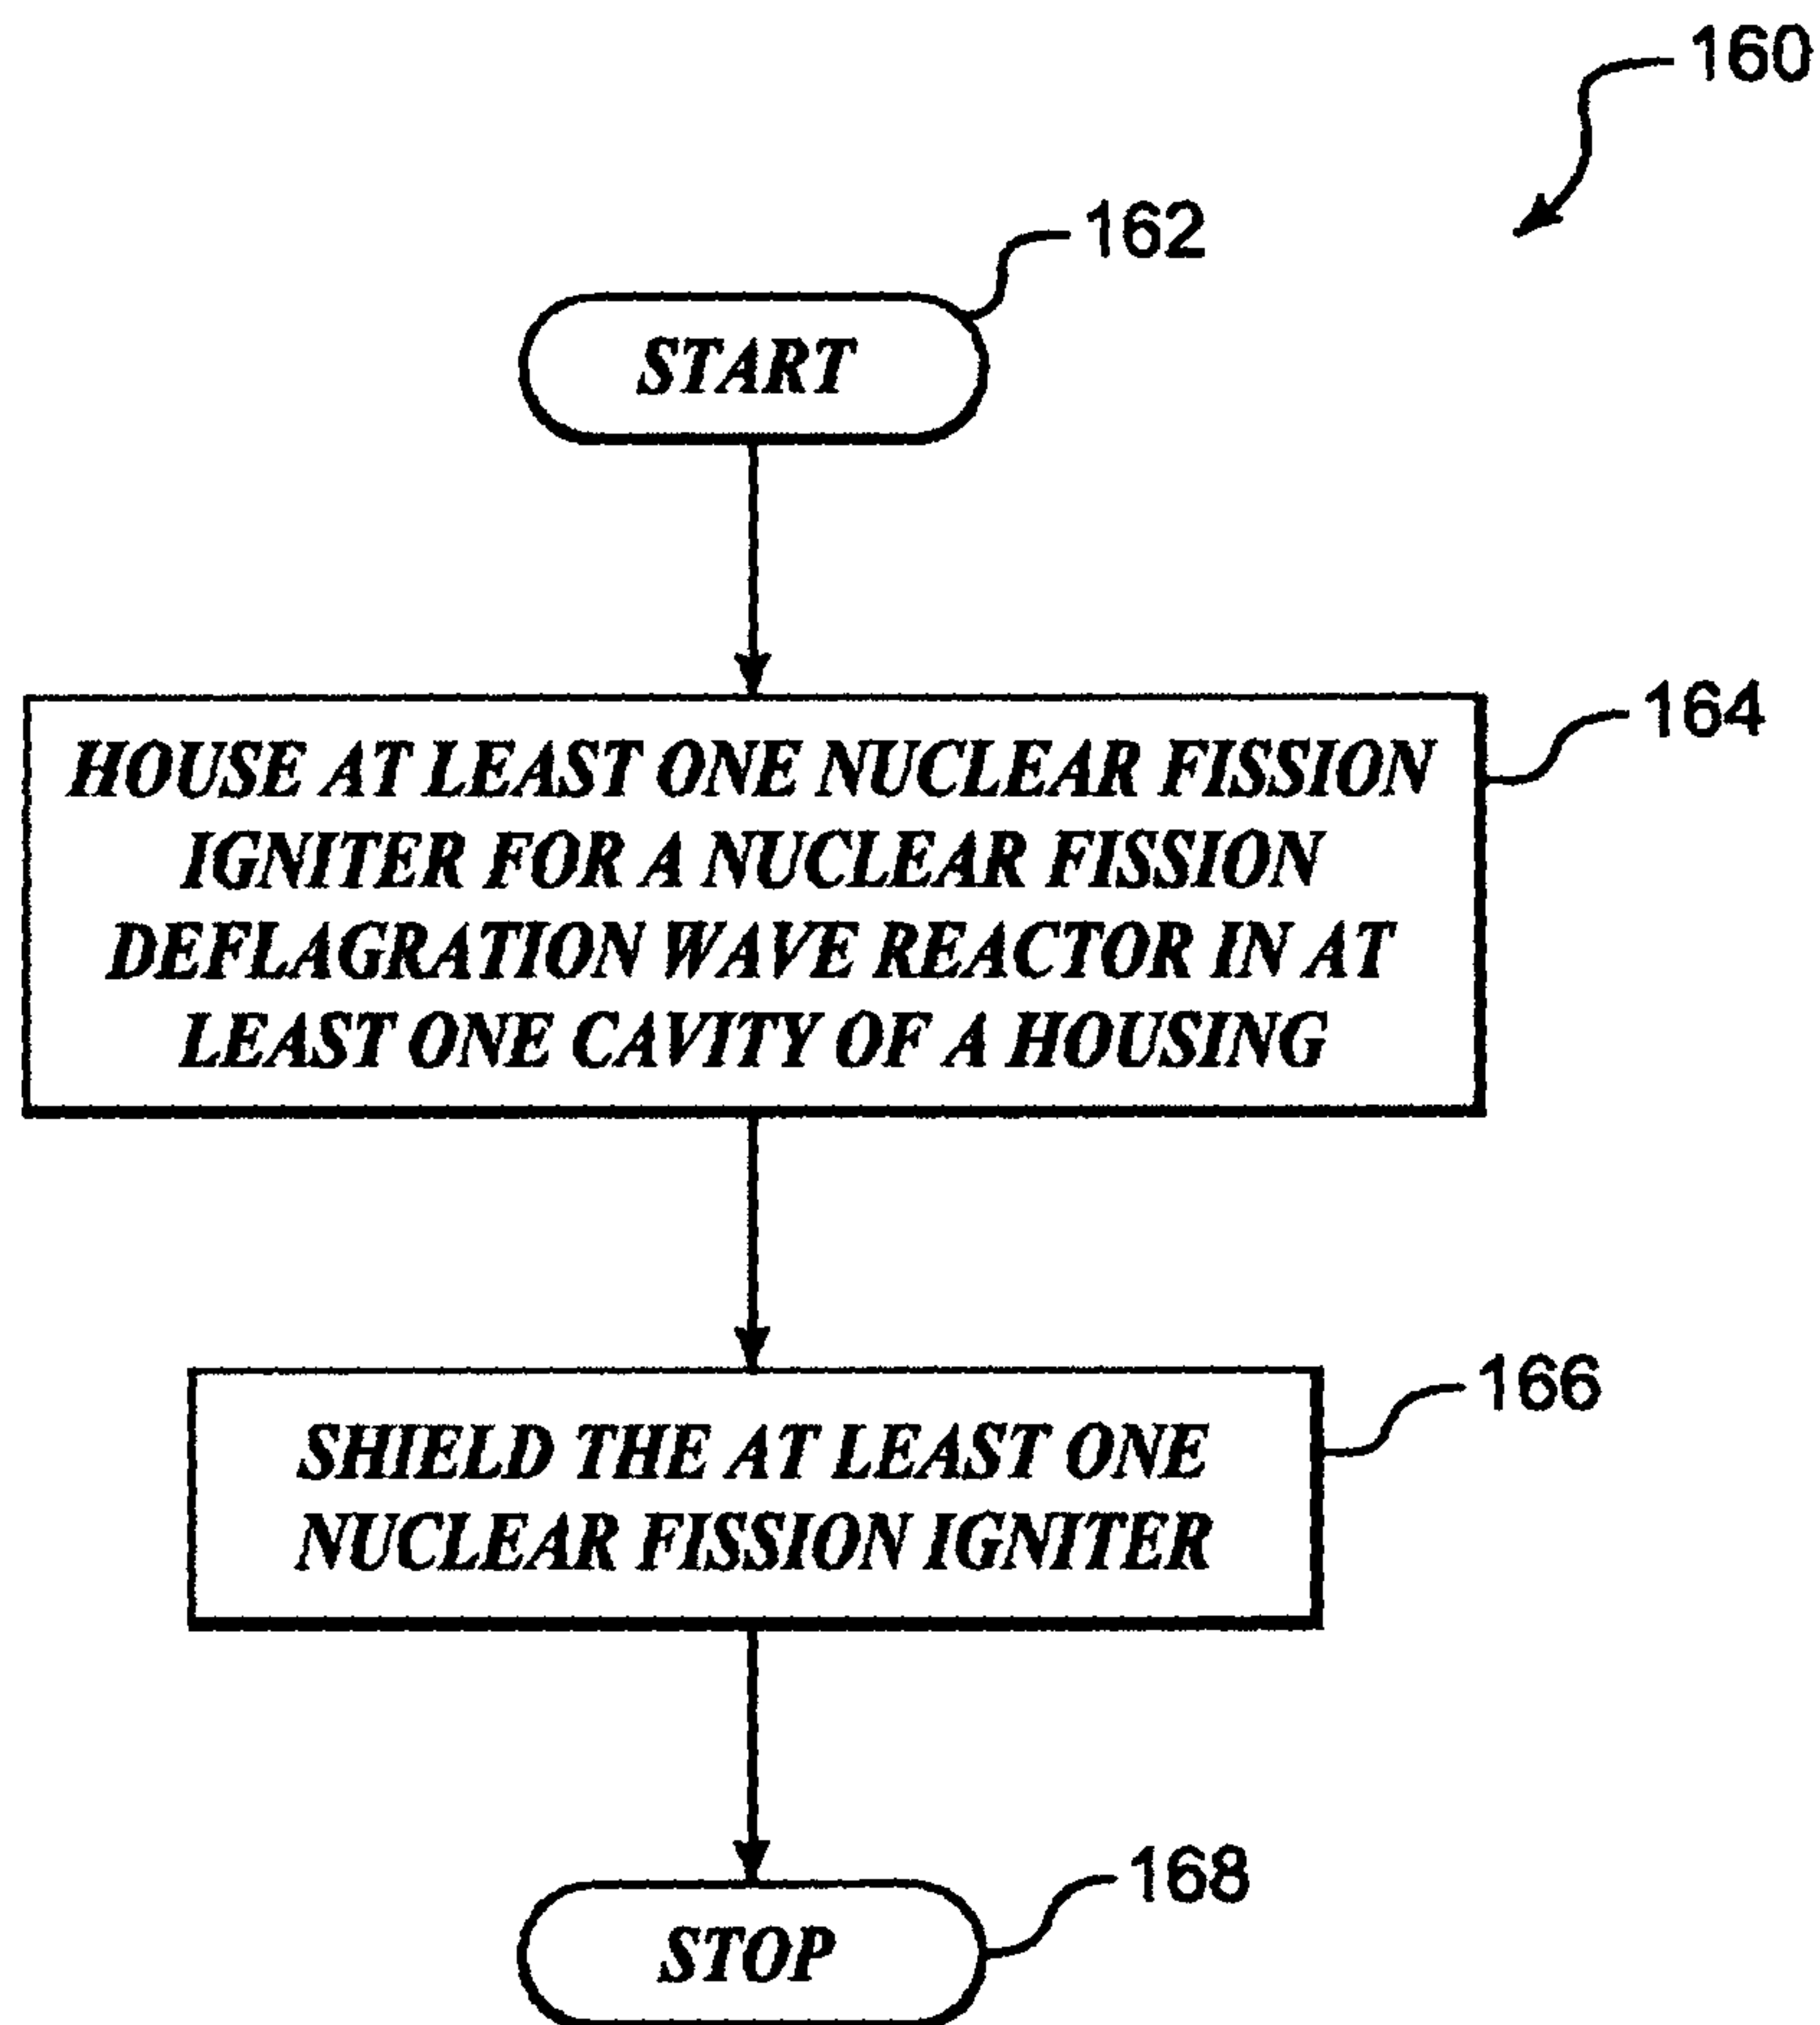 160
162
START
164
HOUSE AT LEAST ONE NUCLEAR FISSION
IGNITER FOR A NUCLEAR FISSION
DEFLAGRATION WAVE REACTOR IN AT
LEAST ONE CAVITY OF A HOUSING
166
SHIELD THE AT LEAST ONE
NUCLEAR FISSION IGNITER
168
STOP